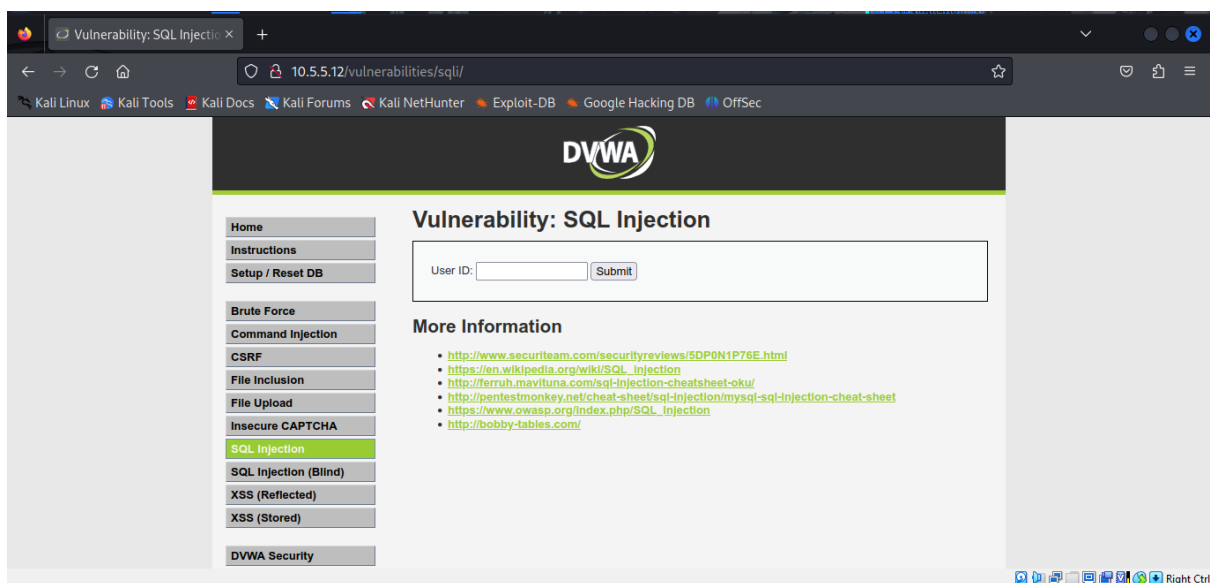 Vulnerability: SQL Injectio
10.5.5.12/vulnerabilities/sqli/
Kali Linux Kali Tools Kali Docs Kali Forums Kali NetHunter Exploit-DB Google Hacking DB OffSec
DVWA
Home
Instructions
Setup / Reset DB
Brute Force
Command Injection
CSRF
File Inclusion
File Upload
Insecure CAPTCHA
SQL Injection
SQL Injection (Blind)
XSS (Reflected)
XSS (Stored)
DVWA Security
Vulnerability: SQL Injection
User ID: Submit
More Information
http://www.securiteam.com/securityreviews/5DP0N1P76E.html
https://en.wikipedia.org/wiki/SQL_injection
http://ferruh.mavituna.com/sql-injection-cheatsheet-oku/
http://pentestmonkey.net/cheat-sheet/sql-injection/mysql-sql-injection-cheat-sheet
https://www.owasp.org/index.php/SQL_Injection
http://bobby-tables.com/
Right Ctrl